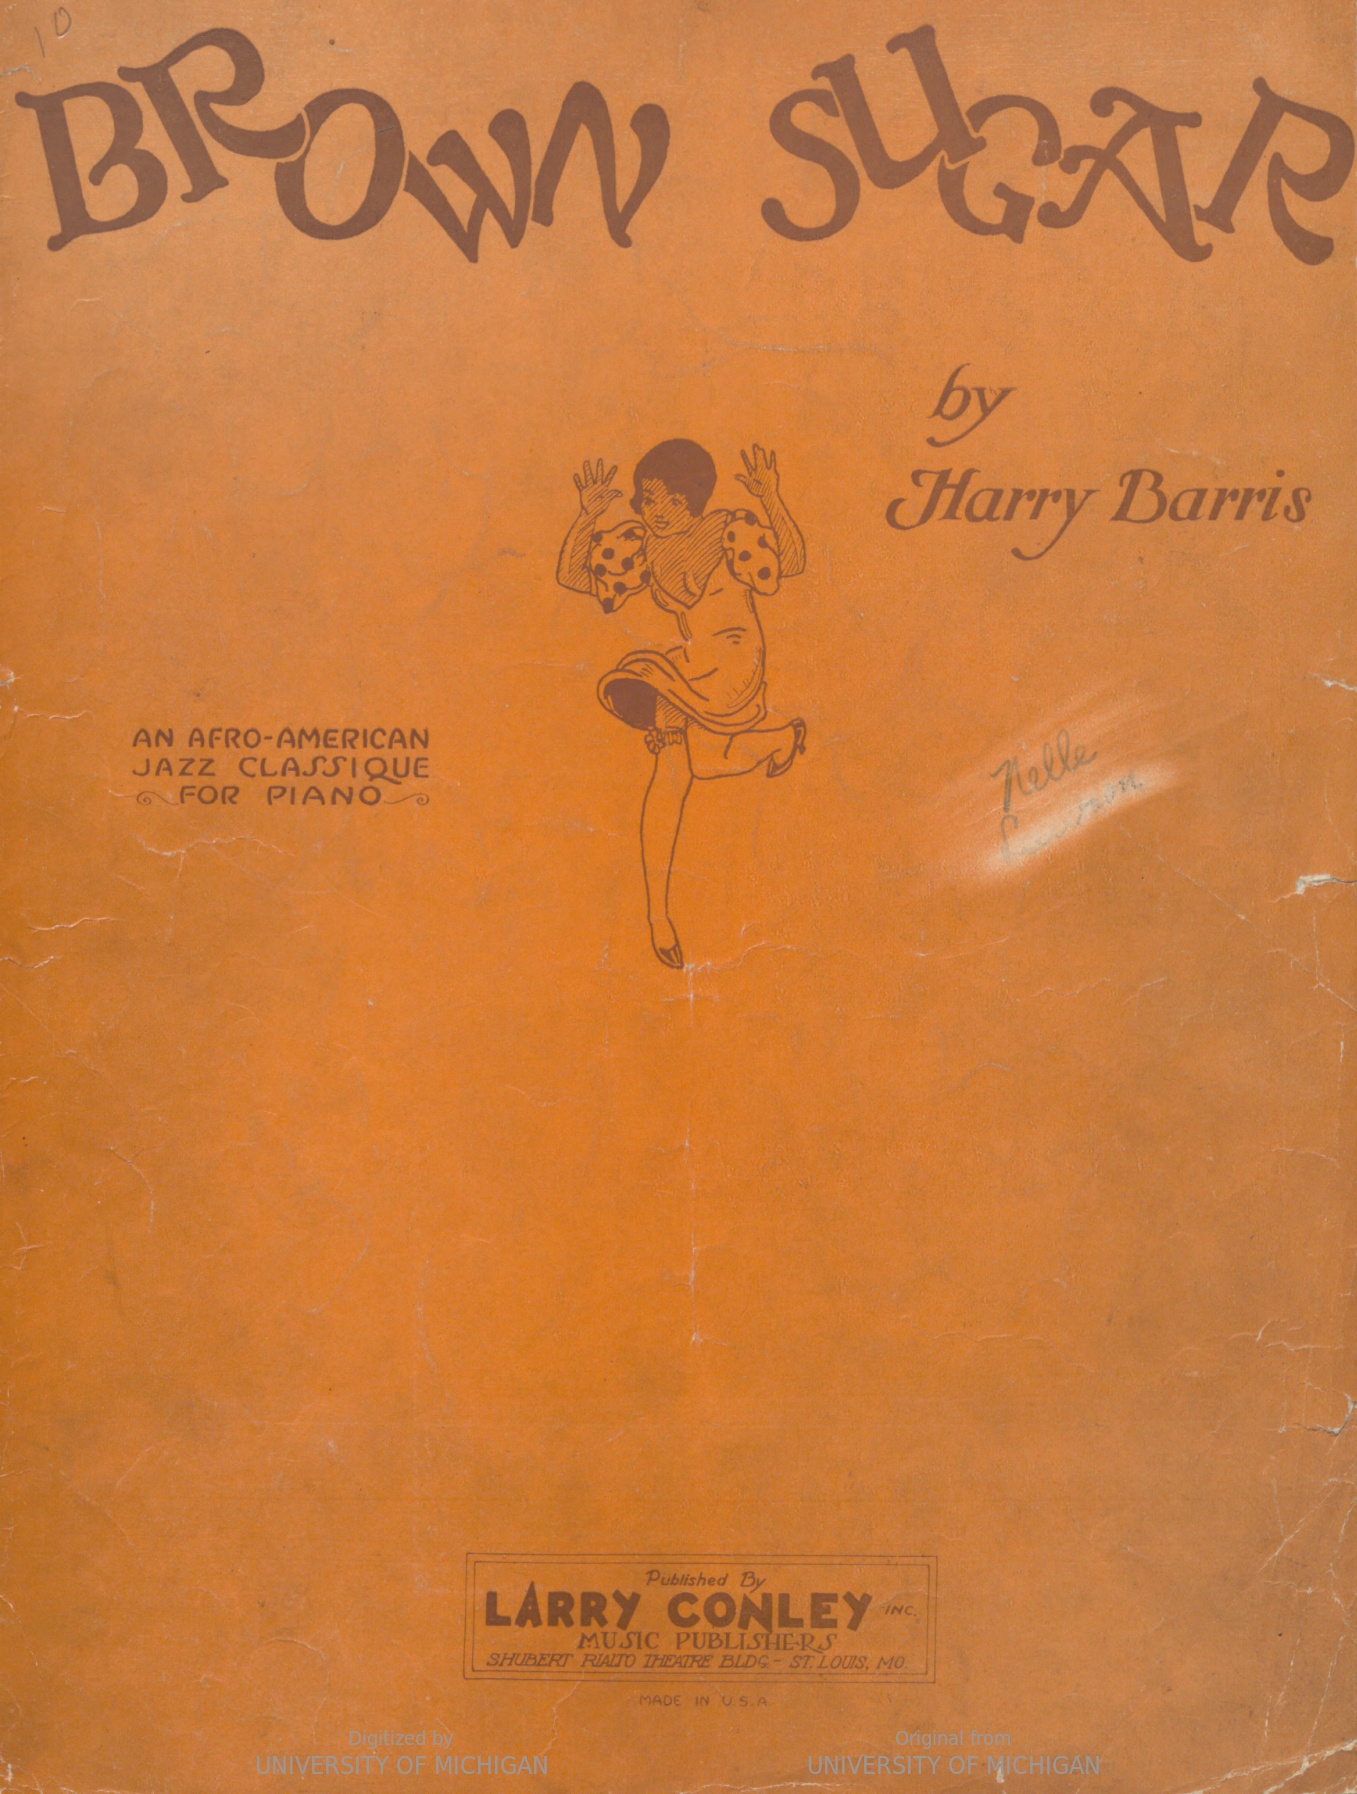 10
BROWN SUGAR
by
Harry Barris
AN AFRO-AMERICAN
JAZZ CLASSIQUE
FOR PIANO
Nelle
Published By
LARRY CONLEY INC.
MUSIC PUBLISHERS
SHUBERT RIALTO THEATRE BLDG - ST. LOUIS, MO.
MADE IN U.S.A.
Digitized by
UNIVERSITY OF MICHIGAN
Original from
UNIVERSITY OF MICHIGAN